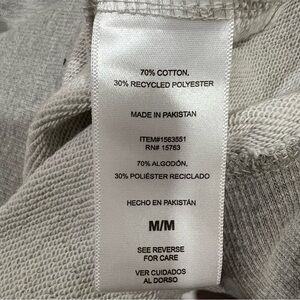 70% COTTON,
30% RECYCLED POLYESTER
MADE IN PAKISTAN
ITEM#1563551
RN# 15763
70% ALGODÓN,
30% POLIÉSTER RECICLADO
HECHO EN PAKISTÁN
M/M
SEE REVERSE
FOR CARE
VER CUIDADOS
AL DORSO